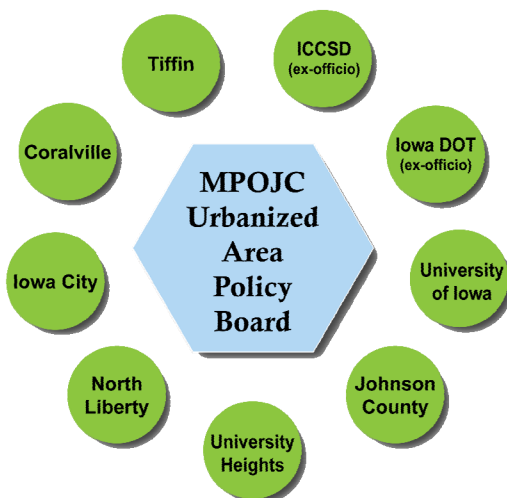 ICCSD
(ex-officio)
Tiffin
Iowa DOT
(ex-officio)
Coralville
MPOJC
Urbanized
Area
Policy
Board
University
of Iowa
Iowa City
Johnson
County
North
Liberty
University
Heights